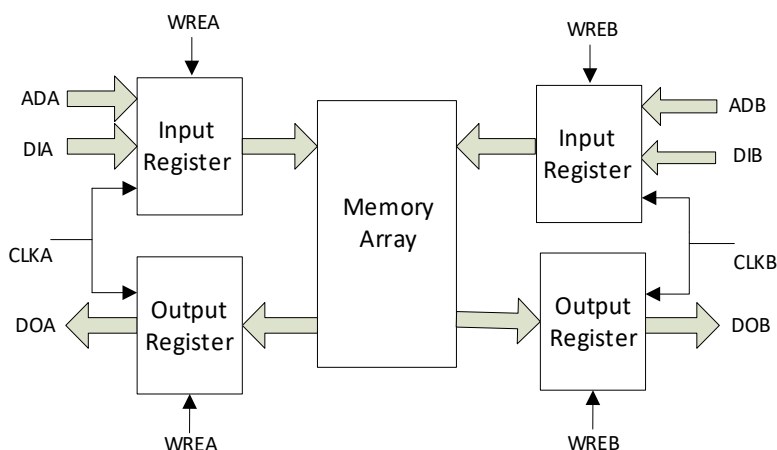 WREA
WREB
ADA
ADB
Input
Register
Input
Register
DIA
DIB
Memory
Array
CLKA
CLKB
Output
Register
Output
Register
DOA
DOB
WREA
WREB